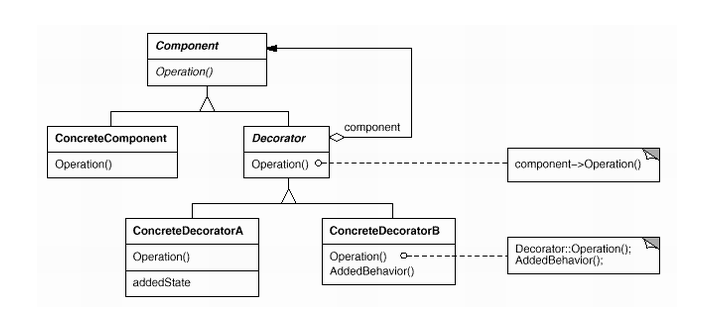 Component
Operation()
component
ConcreteComponent
Operation()
Decorator
Operation()
component->Operation()
ConcreteDecoratorA
Operation()
addedState
ConcreteDecoratorB
Operation()
AddedBehavior()
Decorator::Operation();
AddedBehavior();